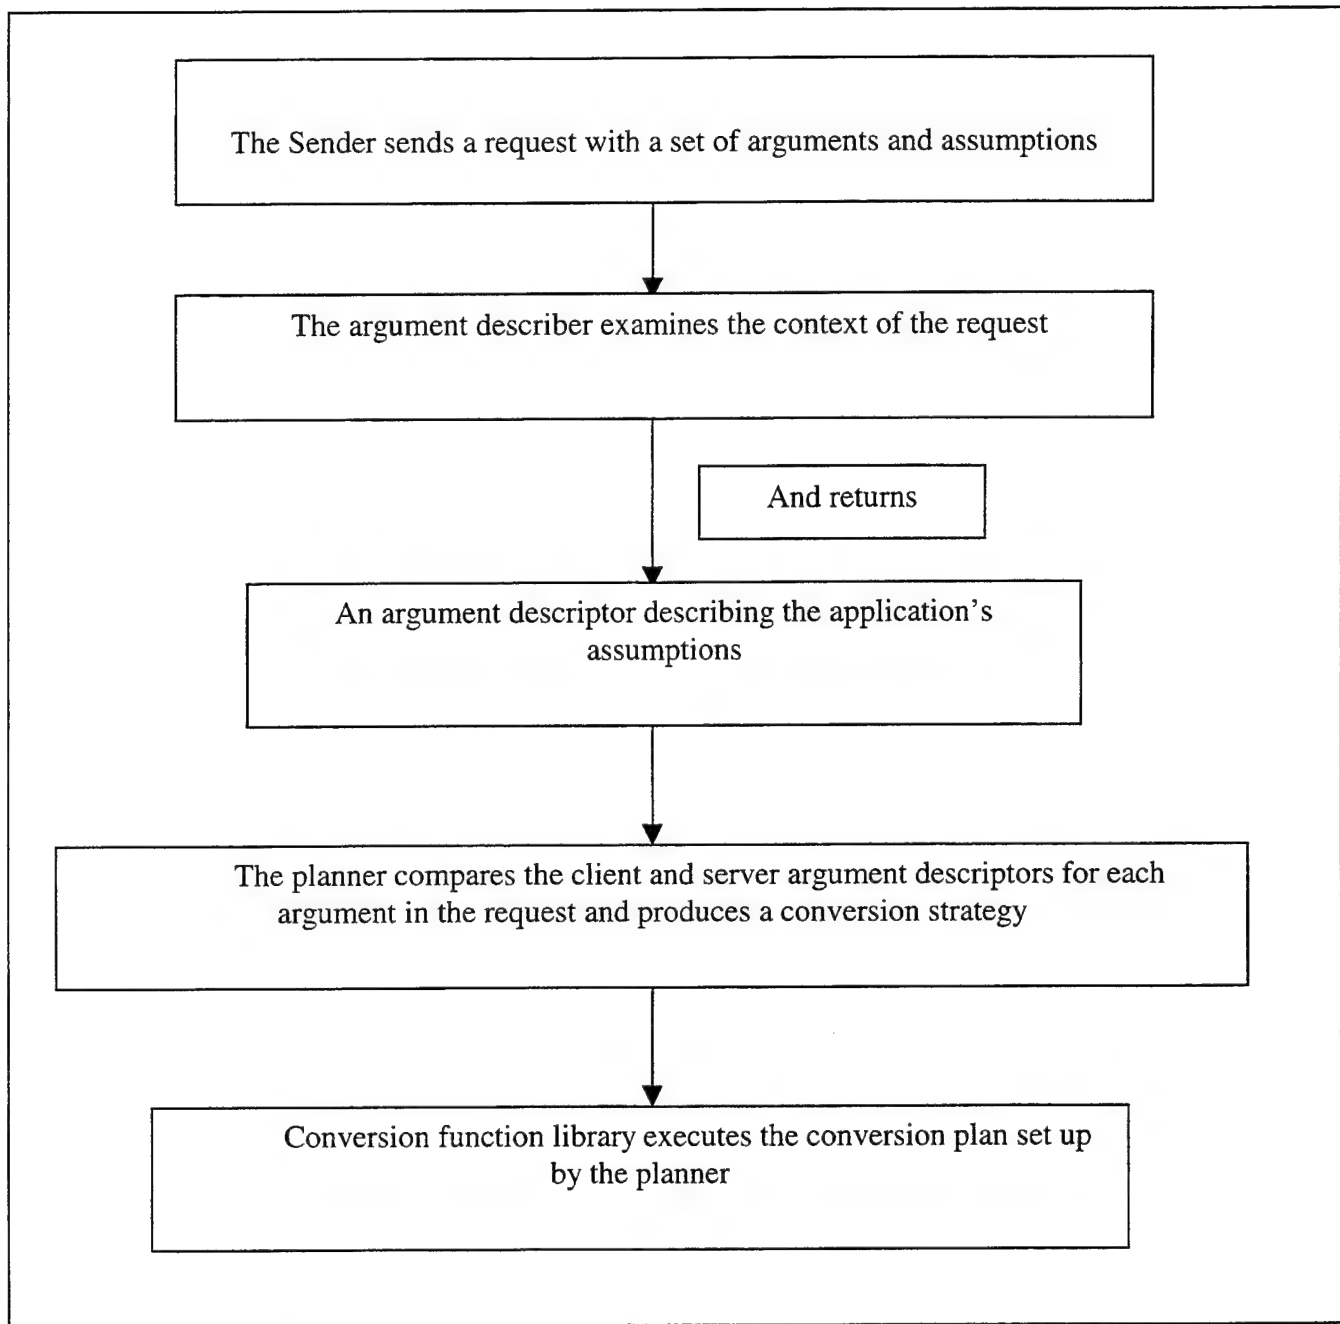 The Sender sends a request with a set of arguments and assumptions
The argument describer examines the context of the request
And returns
An argument descriptor describing the application's
assumptions
The planner compares the client and server argument descriptors for each
argument in the request and produces a conversion strategy
Conversion function library executes the conversion plan set up
by the planner